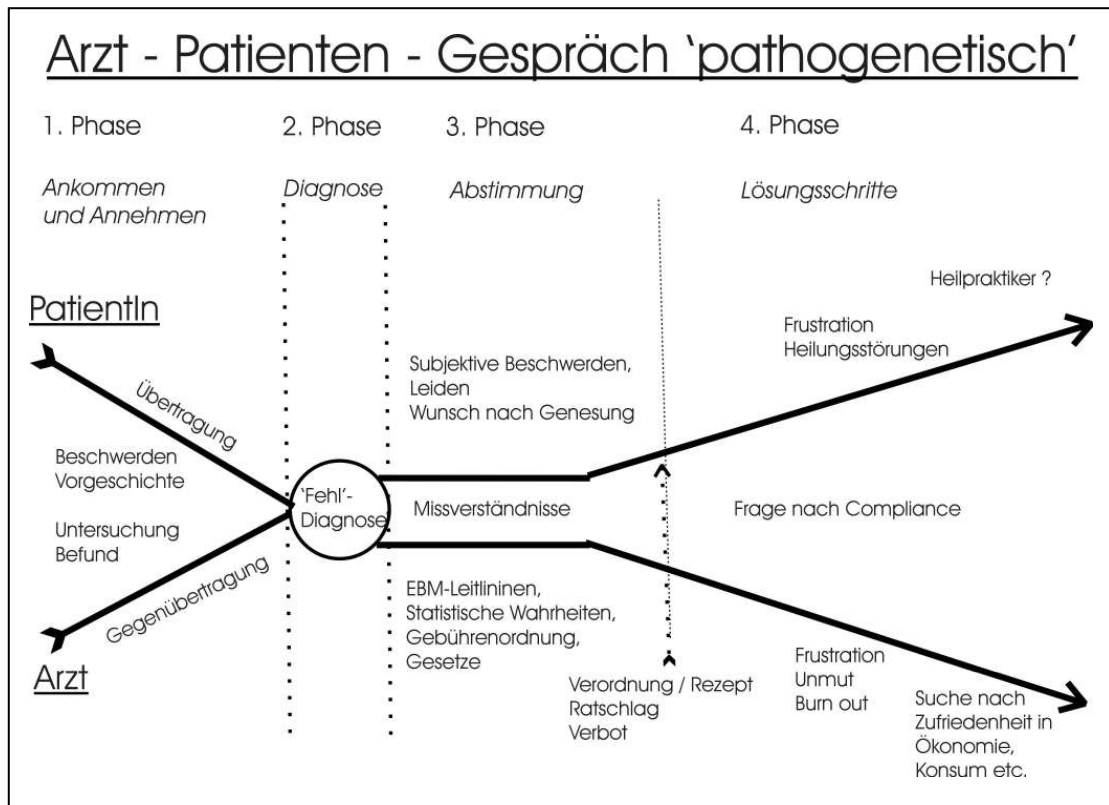 Arzt - Patienten - Gespräch 'pathogenetisch'
1. Phase
2. Phase
3. Phase
4. Phase
Ankommen
und Annehmen
Diagnose
Abstimmung
Lösungsschritte
PatientIn
Übertragung
Beschwerden
Vorgeschichte
Untersuchung
Befund
Gegenübertragung
Arzt
'Fehl'-
Diagnose
Subjektive Beschwerden,
Leiden
Wunsch nach Genesung
Missverständnisse
EBM-Leitlininen,
Statistische Wahrheiten,
Gebührenordnung,
Gesetze
Verordnung / Rezept
Ratschlag
Verbot
Heilpraktiker ?
Frustration
Heilungsstörungen
Frage nach Compliance
Frustration
Unmut
Burn out
Suche nach
Zufriedenheit in
Ökonomie,
Konsum etc.